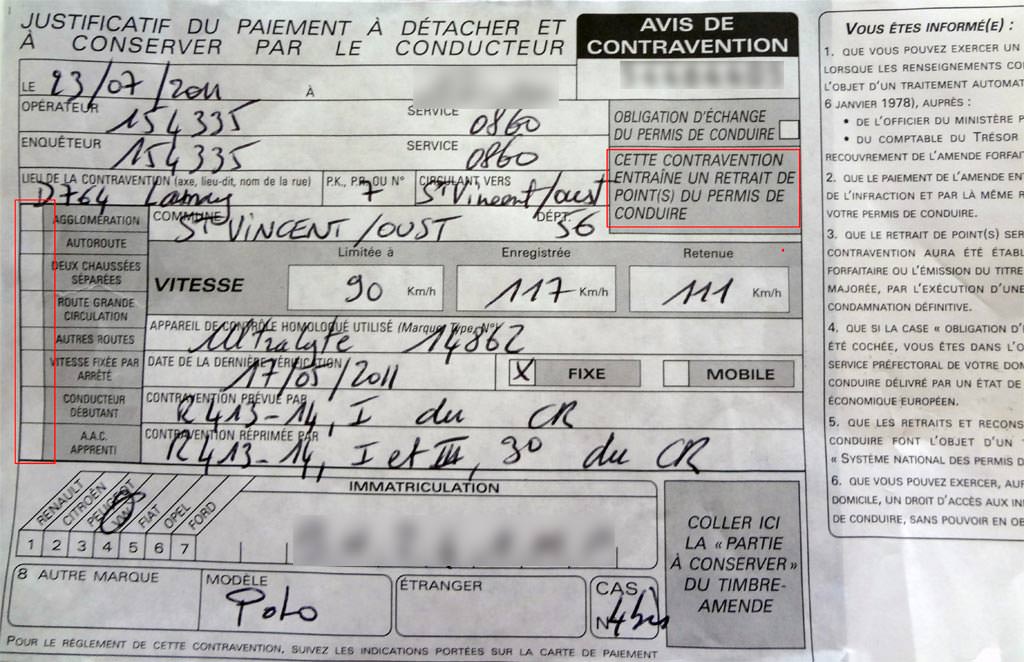 JUSTIFICATIF DU PAIEMENT À DÉTACHER ET
À CONSERVER PAR LE CONDUCTEUR
AVIS DE
CONTRAVENTION
LE 23/07/2011 À
OPÉRATEUR 154335 SERVICE 0860
ENQUÊTEUR 154335 SERVICE 0860
OBLIGATION D'ÉCHANGE
DU PERMIS DE CONDUIRE
CETTE CONTRAVENTION
ENTRAÎNE UN RETRAIT DE
POINT(S) DU PERMIS DE
CONDUIRE
LIEU DE LA CONTRAVENTION (axe, lieu-dit, nom de la rue) P.K., P.R. OU N° CIRCULANT VERS
D764 7 St Vincent/oust
COMMUNE DÉPT.
St VINCENT /OUST 56
AGGLOMÉRATION
AUTOROUTE
DEUX CHAUSSÉES
SÉPARÉES
ROUTE GRANDE
CIRCULATION
AUTRES ROUTES
VITESSE FIXÉE PAR
ARRÊTÉ
CONDUCTEUR
DÉBUTANT
A.A.C.
APPRENTI
VITESSE
Limitée à Enregistrée Retenue
90 Km/h 117 Km/h 111 Km/h
APPAREIL DE CONTRÔLE HOMOLOGUÉ UTILISÉ (Marque, Type, N°)
Ultralyte 14862
DATE DE LA DERNIÈRE VÉRIFICATION
17/05/2011 X FIXE MOBILE
CONTRAVENTION PRÉVUE PAR
R 413-14, I du CR
CONTRAVENTION RÉPRIMÉE PAR
R 413-14, I et III, 30 du CR
RENAULT CITROËN PEUGEOT VW FIAT OPEL FORD
1 2 3 4 5 6 7
IMMATRICULATION
8 AUTRE MARQUE MODÈLE ÉTRANGER CAS
Polo N° 4 bis
COLLER ICI
LA « PARTIE
À CONSERVER »
DU TIMBRE-
AMENDE
POUR LE RÈGLEMENT DE CETTE CONTRAVENTION, SUIVEZ LES INDICATIONS PORTÉES SUR LA CARTE DE PAIEMENT
VOUS ÊTES INFORMÉ(E) :
1. QUE VOUS POUVEZ EXERCER UN
LORSQUE LES RENSEIGNEMENTS CO
L'OBJET D'UN TRAITEMENT AUTOMAT
6 JANVIER 1978), AUPRÈS :
• DE L'OFFICIER DU MINISTÈRE P
• DU COMPTABLE DU TRÉSOR
RECOUVREMENT DE L'AMENDE FORFAIT
2. QUE LE PAIEMENT DE L'AMENDE ENT
DE L'INFRACTION ET PAR LÀ MÊME R
VOTRE PERMIS DE CONDUIRE.
3. QUE LE RETRAIT DE POINT(S) SER
CONTRAVENTION AURA ÉTÉ ÉTABL
FORFAITAIRE OU L'ÉMISSION DU TITRE
MAJORÉE, PAR L'EXÉCUTION D'UNE
CONDAMNATION DÉFINITIVE.
4. QUE SI LA CASE « OBLIGATION D'É
ÉTÉ COCHÉE, VOUS ÊTES DANS L'O
SERVICE PRÉFECTORAL DE VOTRE DOM
CONDUIRE DÉLIVRÉ PAR UN ÉTAT DE
ÉCONOMIQUE EUROPÉEN.
5. QUE LES RETRAITS ET RECONS
CONDUIRE FONT L'OBJET D'UN
« SYSTÈME NATIONAL DES PERMIS D
6. QUE VOUS POUVEZ EXERCER, AUP
DOMICILE, UN DROIT D'ACCÈS AUX IN
DE CONDUIRE, SANS POUVOIR EN OB